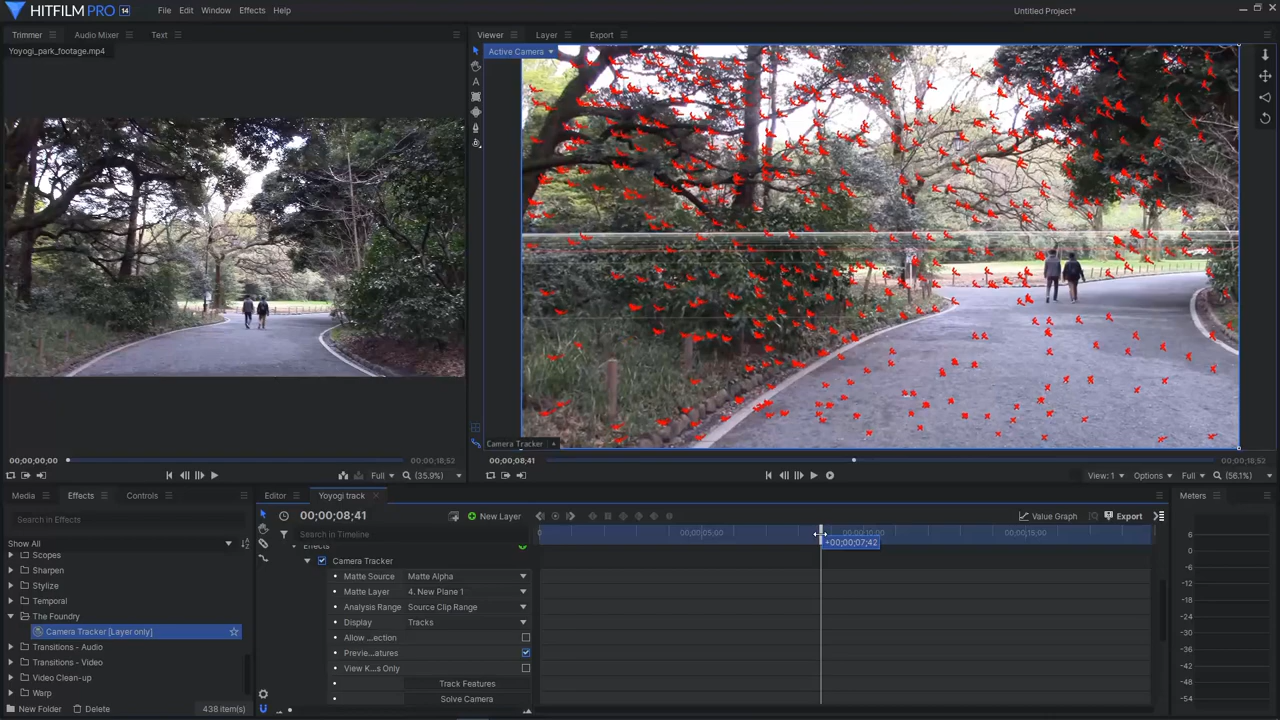 HITFILM PRO 14
File Edit Window Effects Help
Untitled Project*
Trimmer Audio Mixer Text
Yoyogi_park_footage.mp4
Viewer Layer Export
Active Camera
Camera Tracker
00;00;00;00
00;00;18;52
Full (35.9%)
00;00;08;41
00;00;18;52
View: 1 Options Full (56.1%)
Media Effects Controls
Search in Effects
Show All
Scopes
Sharpen
Stylize
Temporal
The Foundry
Camera Tracker [Layer only]
Transitions - Audio
Transitions - Video
Video Clean-up
Warp
New Folder Delete 438 item(s)
Editor Yoyogi track
00;00;08;41 New Layer
Value Graph Export
Search in Timeline
0 00;00;05;00 00;00;10;00 00;00;15;00
+00;00;07;42
Effects
Camera Tracker
Matte Source Matte Alpha
Matte Layer 4. New Plane 1
Analysis Range Source Clip Range
Display Tracks
Allow ...ection
Previe...atures
View K...s Only
Track Features
Solve Camera
Meters
6
0
-6
-12
-18
-24
-30
-36
-42
-48
-54